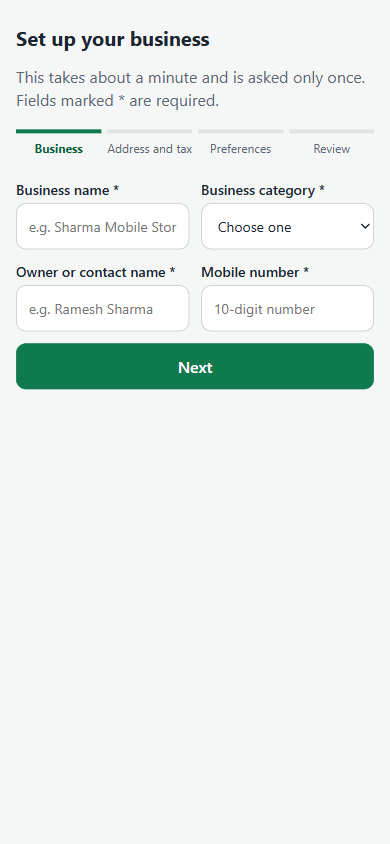 Set up your business
This takes about a minute and is asked only once.
Fields marked * are required.
Business Address and tax Preferences Review
Business name * Business category *
e.g. Sharma Mobile Stor Choose one
Owner or contact name * Mobile number *
e.g. Ramesh Sharma 10-digit number
Next